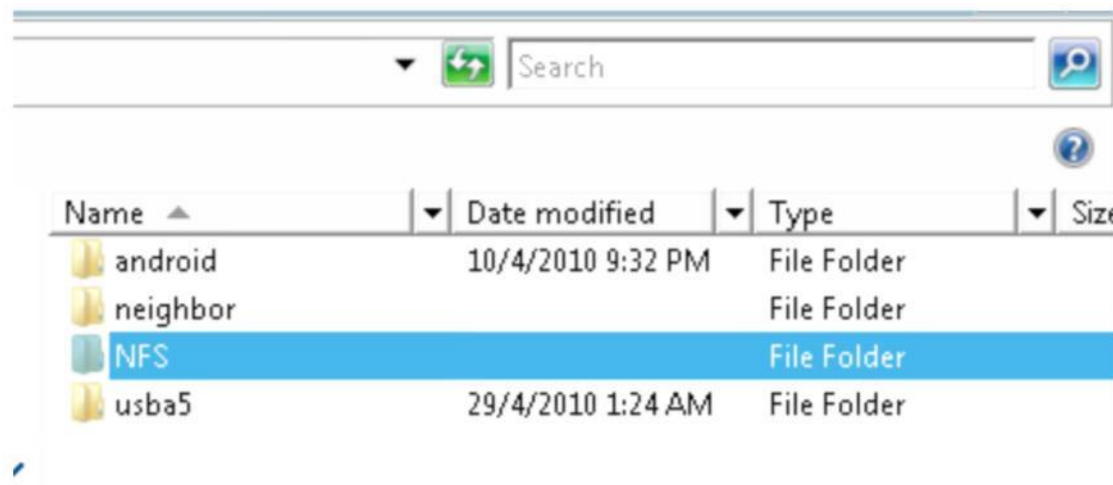 Search
Name Date modified Type Size
android 10/4/2010 9:32 PM File Folder
neighbor File Folder
NFS File Folder
usba5 29/4/2010 1:24 AM File Folder